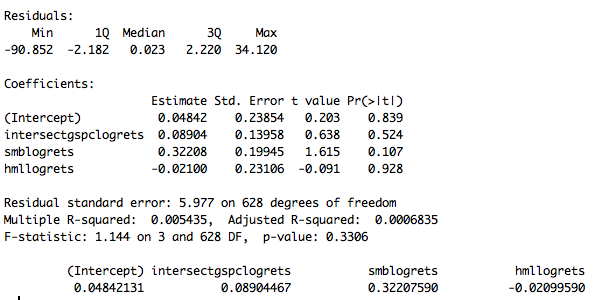 Residuals:
Min 1Q Median 3Q Max
-90.852 -2.182 0.023 2.220 34.120
Coefficients:
Estimate Std. Error t value Pr(>|t|)
(Intercept) 0.04842 0.23854 0.203 0.839
intersectgspclogrets 0.08904 0.13958 0.638 0.524
smblogrets 0.32208 0.19945 1.615 0.107
hmllogrets -0.02100 0.23106 -0.091 0.928
Residual standard error: 5.977 on 628 degrees of freedom
Multiple R-squared: 0.005435, Adjusted R-squared: 0.0006835
F-statistic: 1.144 on 3 and 628 DF, p-value: 0.3306
(Intercept) intersectgspclogrets smblogrets hmllogrets
0.04842131 0.08904467 0.32207590 -0.02099590